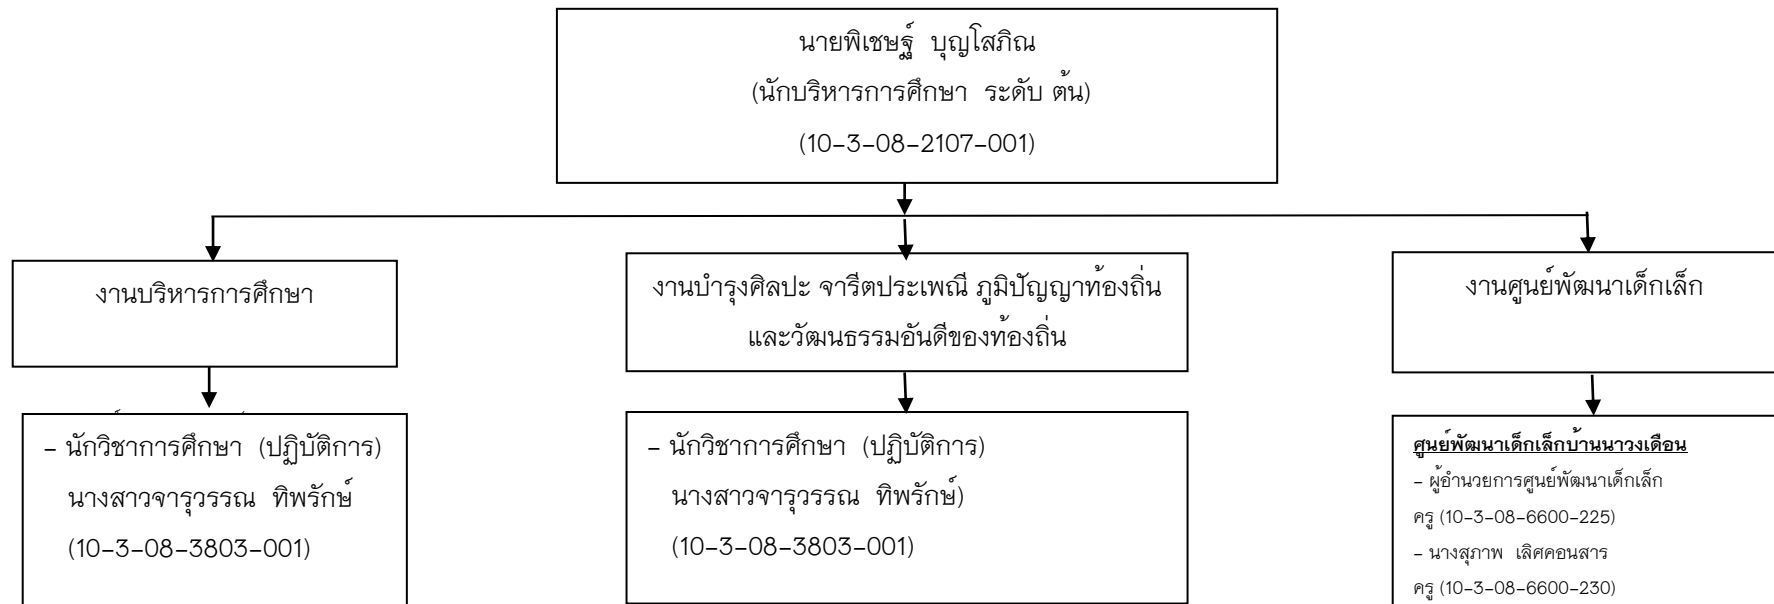 นายพิเชษฐ์ บุญโสภิณ
(นักบริหารการศึกษา ระดับ ต้น)
(10-3-08-2107-001)
งานบริหารการศึกษา
งานบำรุงศิลปะ จารีตประเพณี ภูมิปัญญาท้องถิ่น
และวัฒนธรรมอันดีของท้องถิ่น
งานศูนย์พัฒนาเด็กเล็ก
- นักวิชาการศึกษา (ปฏิบัติการ)
นางสาวจารุวรรณ ทิพรักษ์
(10-3-08-3803-001)
- นักวิชาการศึกษา (ปฏิบัติการ)
นางสาวจารุวรรณ ทิพรักษ์)
(10-3-08-3803-001)
ศูนย์พัฒนาเด็กเล็กบ้านนาวงเดือน
- ผู้อำนวยการศูนย์พัฒนาเด็กเล็ก
ครู (10-3-08-6600-225)
- นางสุภาพ เลิศคอนสาร
ครู (10-3-08-6600-230)